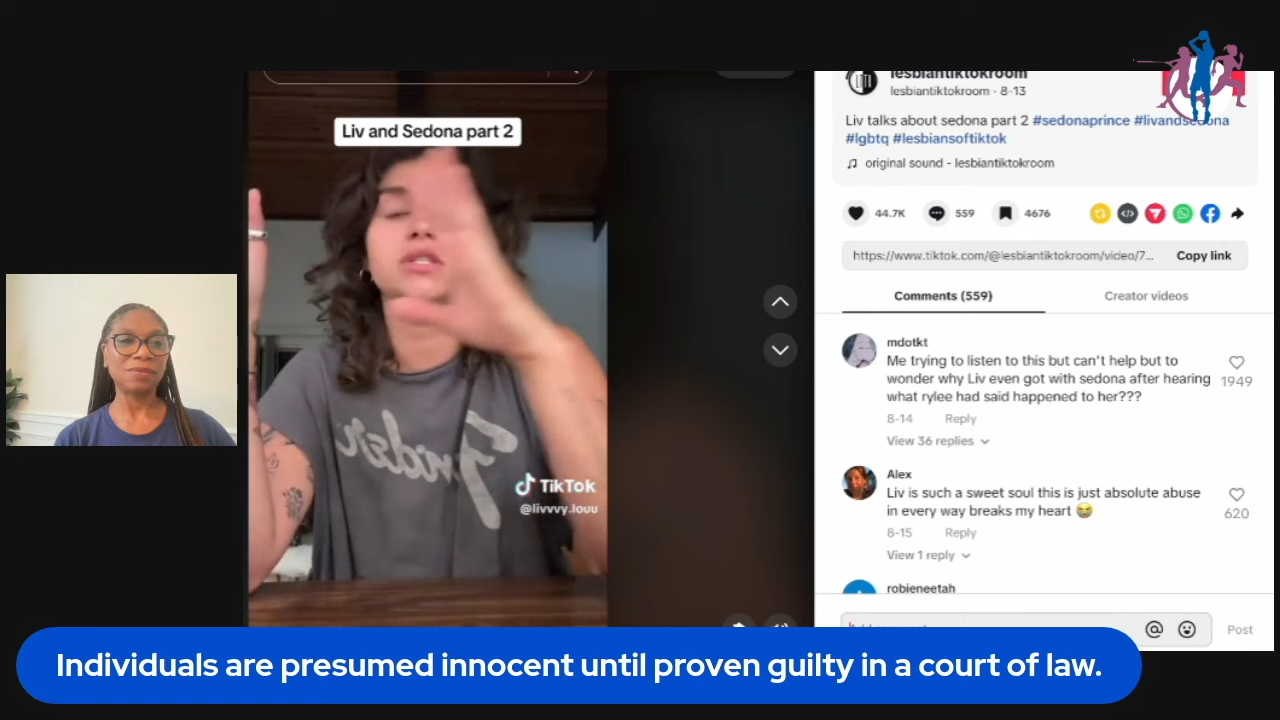 Liv and Sedona part 2
TikTok
@livvvy.louu
lesbiantiktokroom
lesbiantiktokroom · 8-13
Liv talks about sedona part 2 #sedonaprince #livandsedona
#lgbtq #lesbiansoftiktok
original sound - lesbiantiktokroom
44.7K
559
4676
https://www.tiktok.com/@lesbiantiktokroom/video/7...
Copy link
Comments (559)
Creator videos
mdotkt
Me trying to listen to this but can't help but to
wonder why Liv even got with sedona after hearing
what rylee had said happened to her???
1949
8-14
Reply
View 36 replies
Alex
Liv is such a sweet soul this is just absolute abuse
in every way breaks my heart 😭
620
8-15
Reply
View 1 reply
robieneetah
Post
Fender
Individuals are presumed innocent until proven guilty in a court of law.